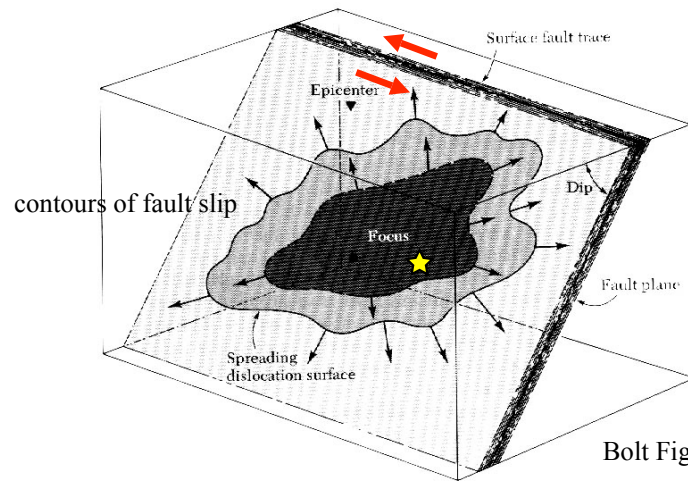 Surface fault trace
Epicenter
Dip
contours of fault slip
Focus
Fault plane
Spreading
dislocation surface
Bolt Fig